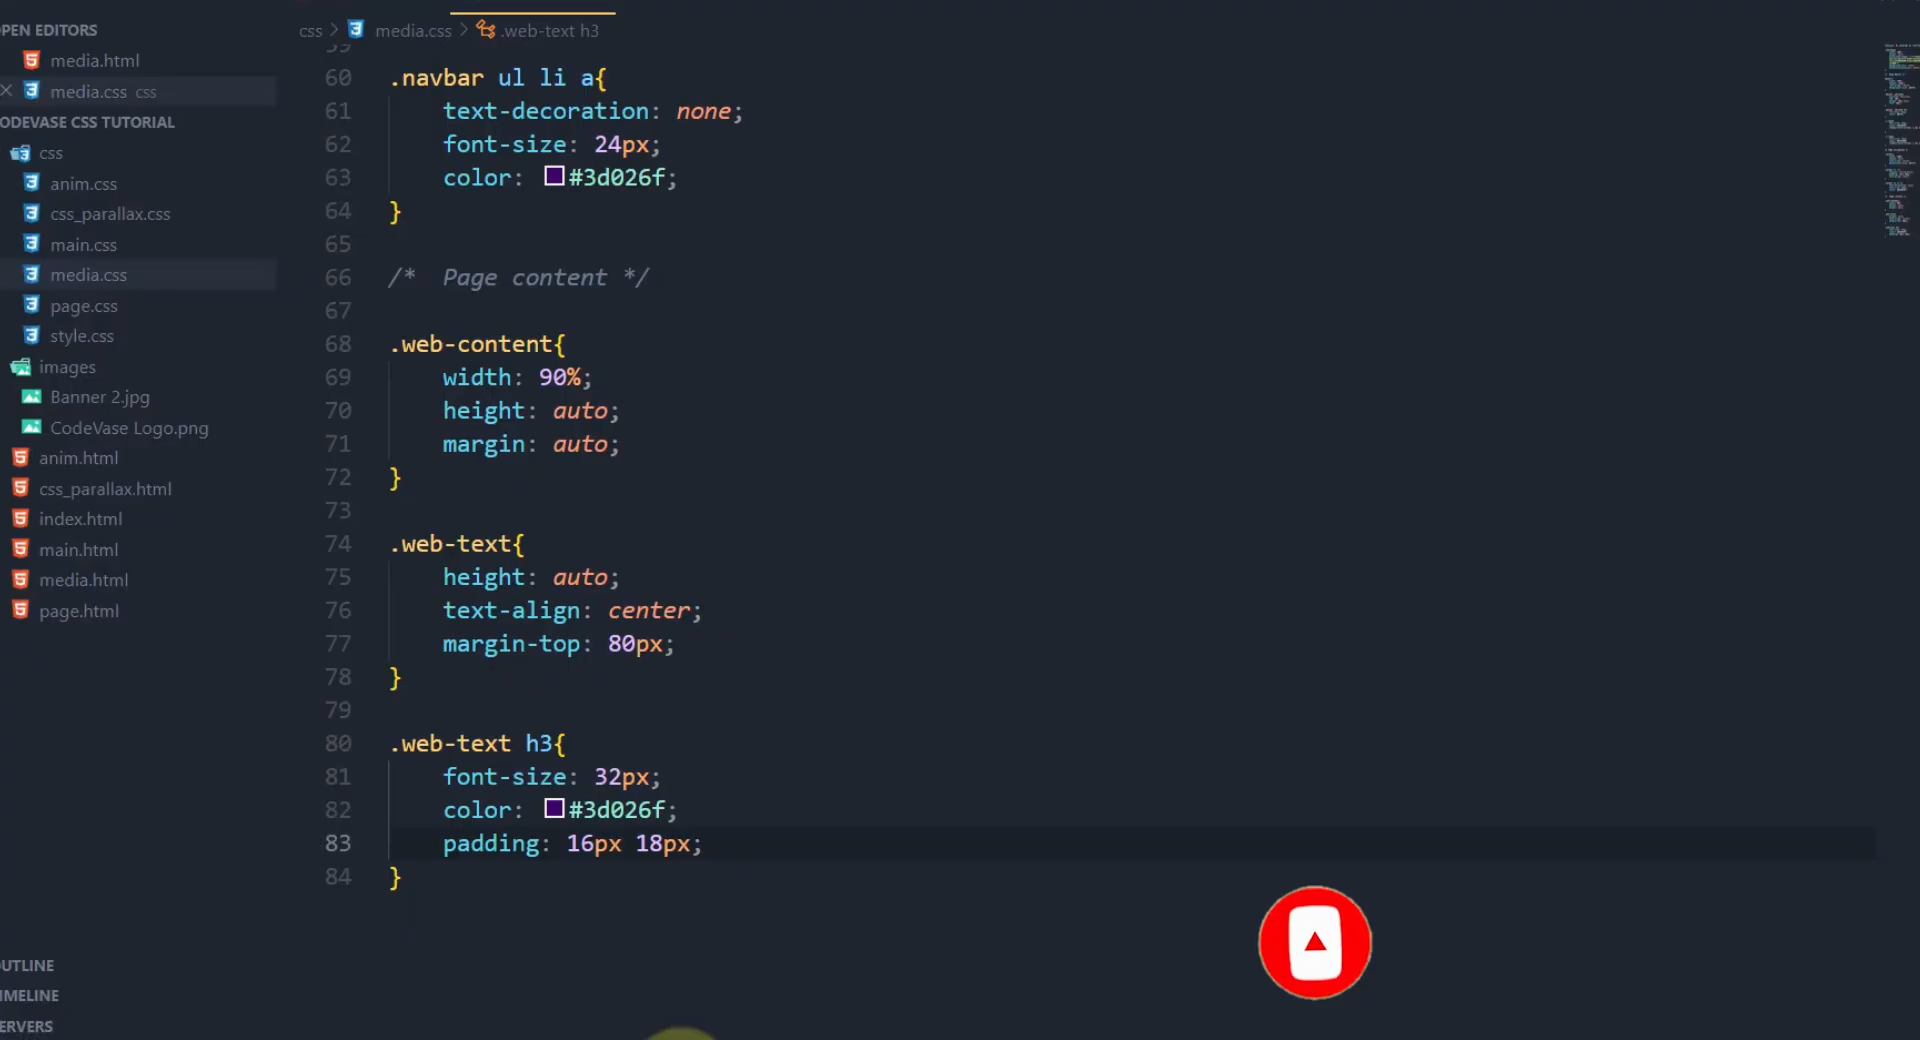 PEN EDITORS
media.html
media.css css
ODEVASE CSS TUTORIAL
css
anim.css
css_parallax.css
main.css
media.css
page.css
style.css
images
Banner 2.jpg
CodeVase Logo.png
anim.html
css_parallax.html
index.html
main.html
media.html
page.html
UTLINE
IMELINE
ERVERS
css > media.css > .web-text h3
59
60 .navbar ul li a{
61 text-decoration: none;
62 font-size: 24px;
63 color: #3d026f;
64 }
65
66 /*  Page content */
67
68 .web-content{
69 width: 90%;
70 height: auto;
71 margin: auto;
72 }
73
74 .web-text{
75 height: auto;
76 text-align: center;
77 margin-top: 80px;
78 }
79
80 .web-text h3{
81 font-size: 32px;
82 color: #3d026f;
83 padding: 16px 18px;
84 }